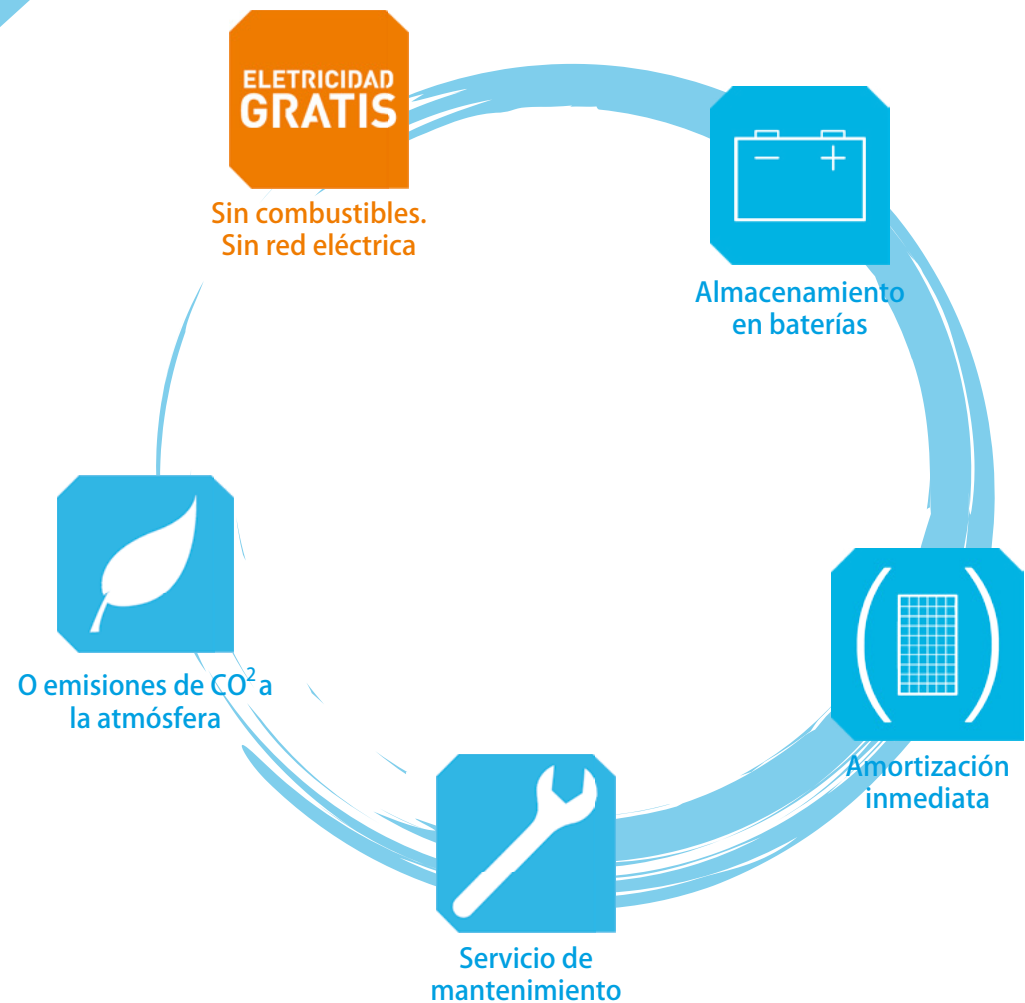 ELETRICIDAD
GRATIS
Sin combustibles.
Sin red eléctrica
Almacenamiento
en baterías
Amortización
inmediata
Servicio de
mantenimiento
O emisiones de CO² a
la atmósfera